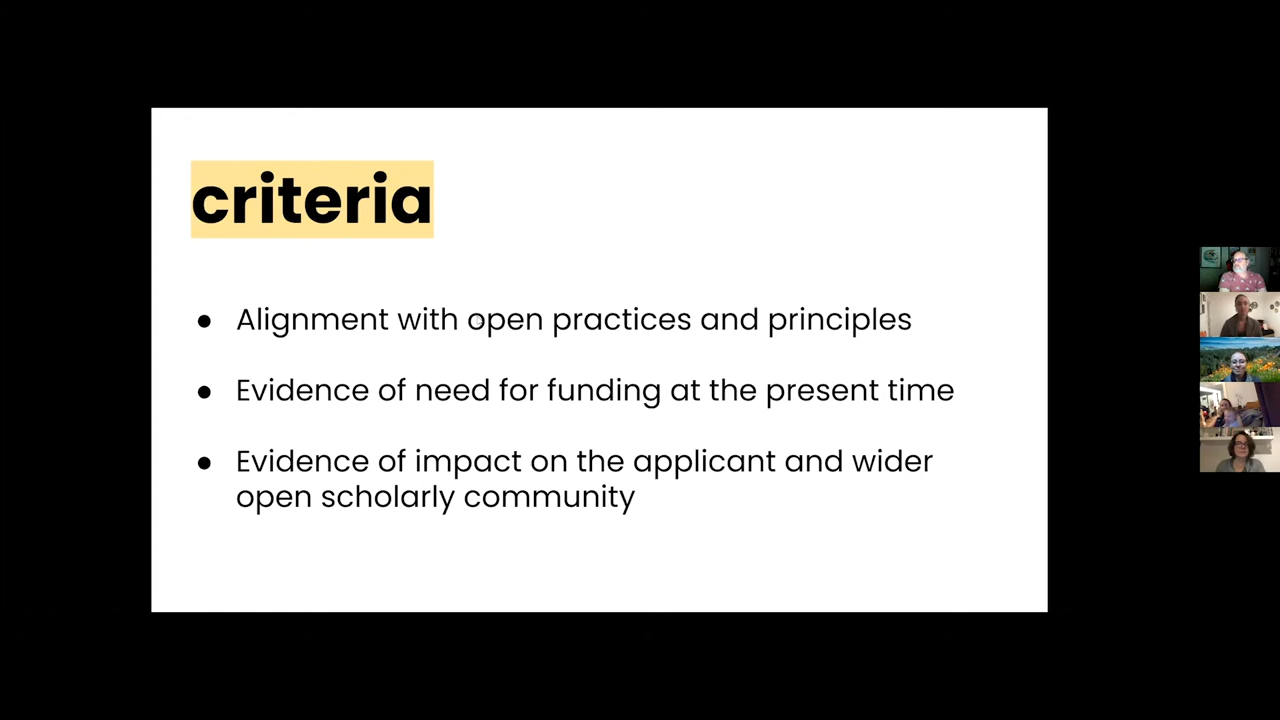 criteria
● Alignment with open practices and principles
● Evidence of need for funding at the present time
● Evidence of impact on the applicant and wider
open scholarly community